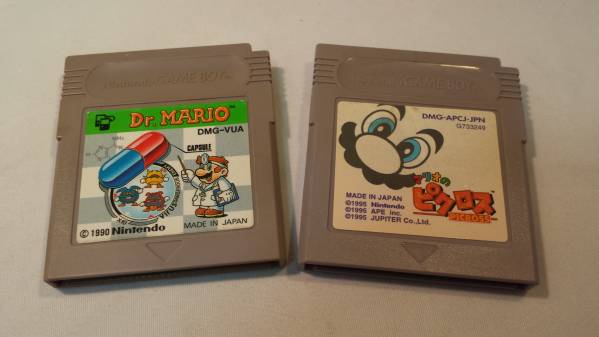 Nintendo GAME BOY
Dr. MARIO™
DMG-VUA
CAPSULE
VIRUS
© 1990 Nintendo
MADE IN JAPAN
GAME BOY
DMG-APCJ-JPN
G733249
マリオの
ピクロス
PICROSS
MADE IN JAPAN
©1995 Nintendo
©1995 APE inc.
©1995 JUPITER Co.,Ltd.